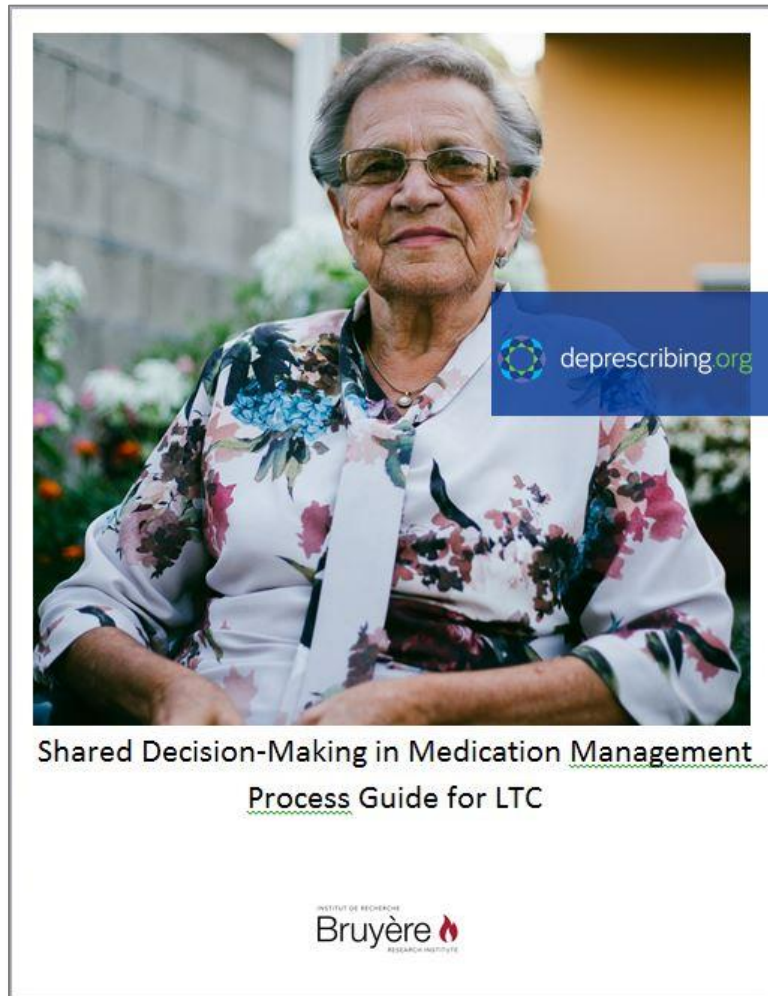 deprescribing.org
Shared Decision-Making in Medication Management
Process Guide for LTC
INSTITUT DE RECHERCHE
Bruyère
RESEARCH INSTITUTE